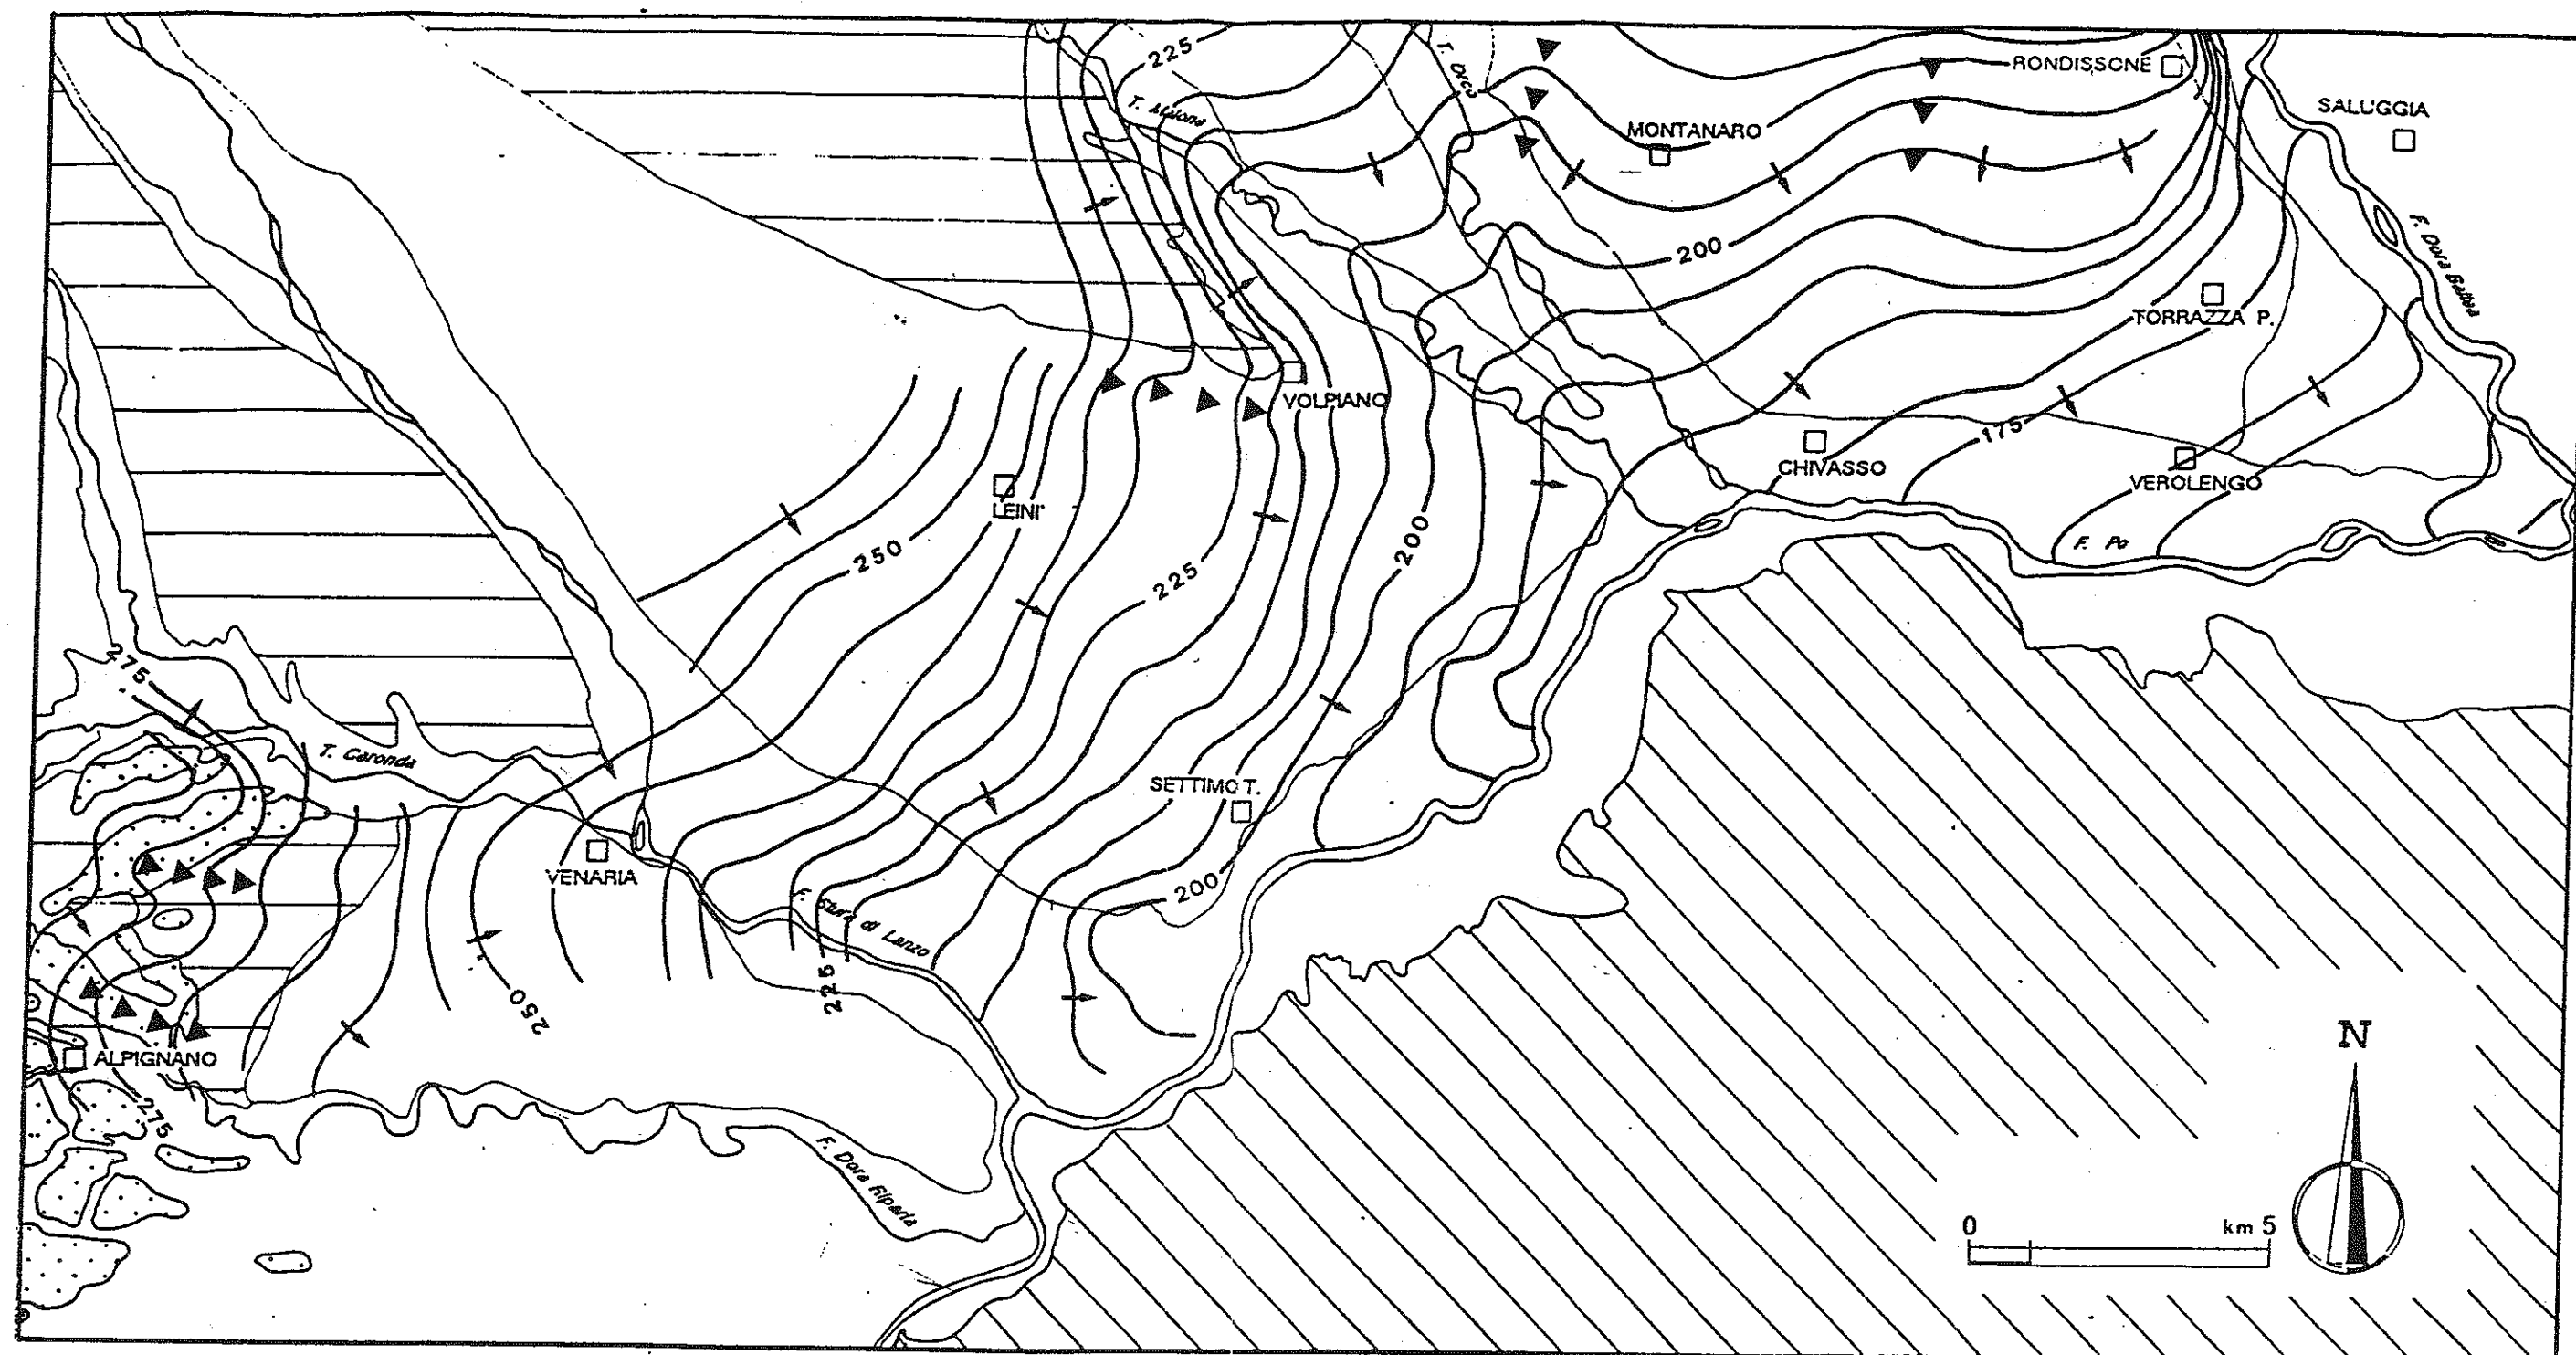 225
T. Orco
RONDISSONE
SALUGGIA
T. Malone
MONTANARO
F. Dora Baltea
200
TORRAZZA P.
VOLPIANO
175
CHIVASSO
VEROLENGO
LEINI'
F. Po
250
200
225
275
T. Ceronda
SETTIMO T.
VENARIA
200
F. Stura di Lanzo
225
250
ALPIGNANO
275
N
F. Dora Riparia
0
km 5